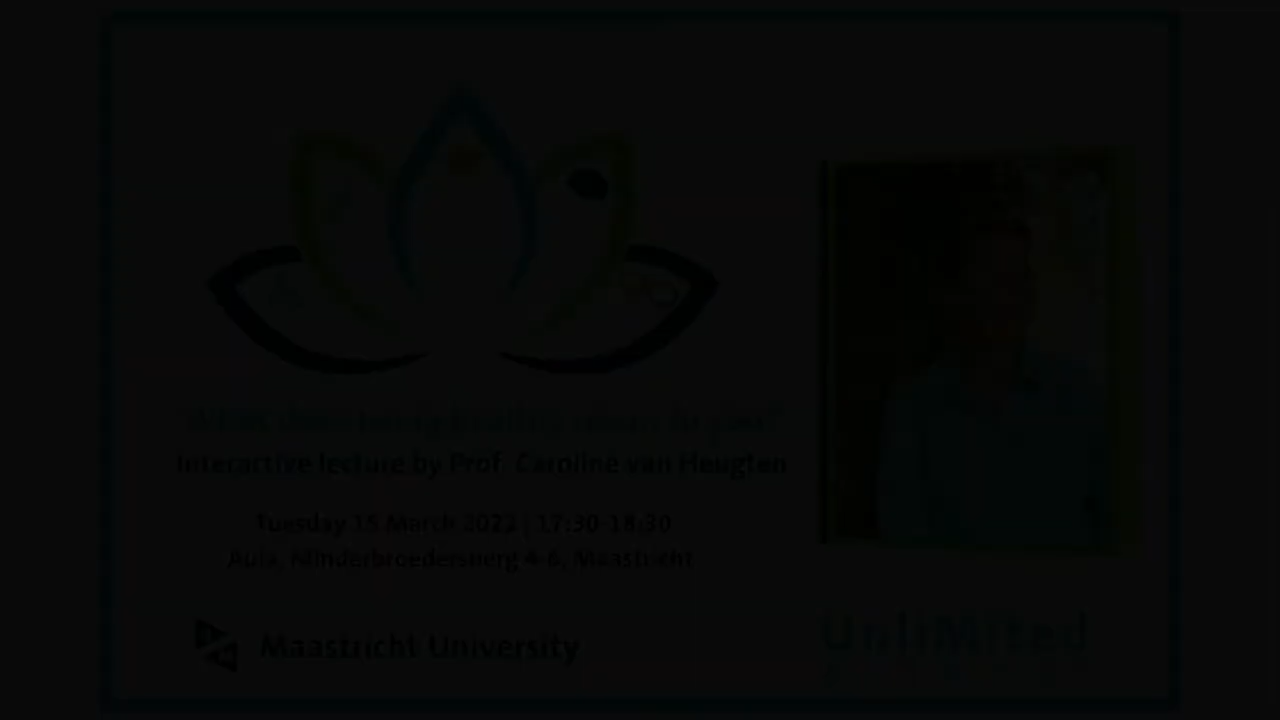 Interactive lecture by Prof. Caroline van Heugten
Tuesday 15 March 2022 | 17:30-18:30
Aula, Minderbroedersberg 4-6, Maastricht
Maastricht University
UnliMited